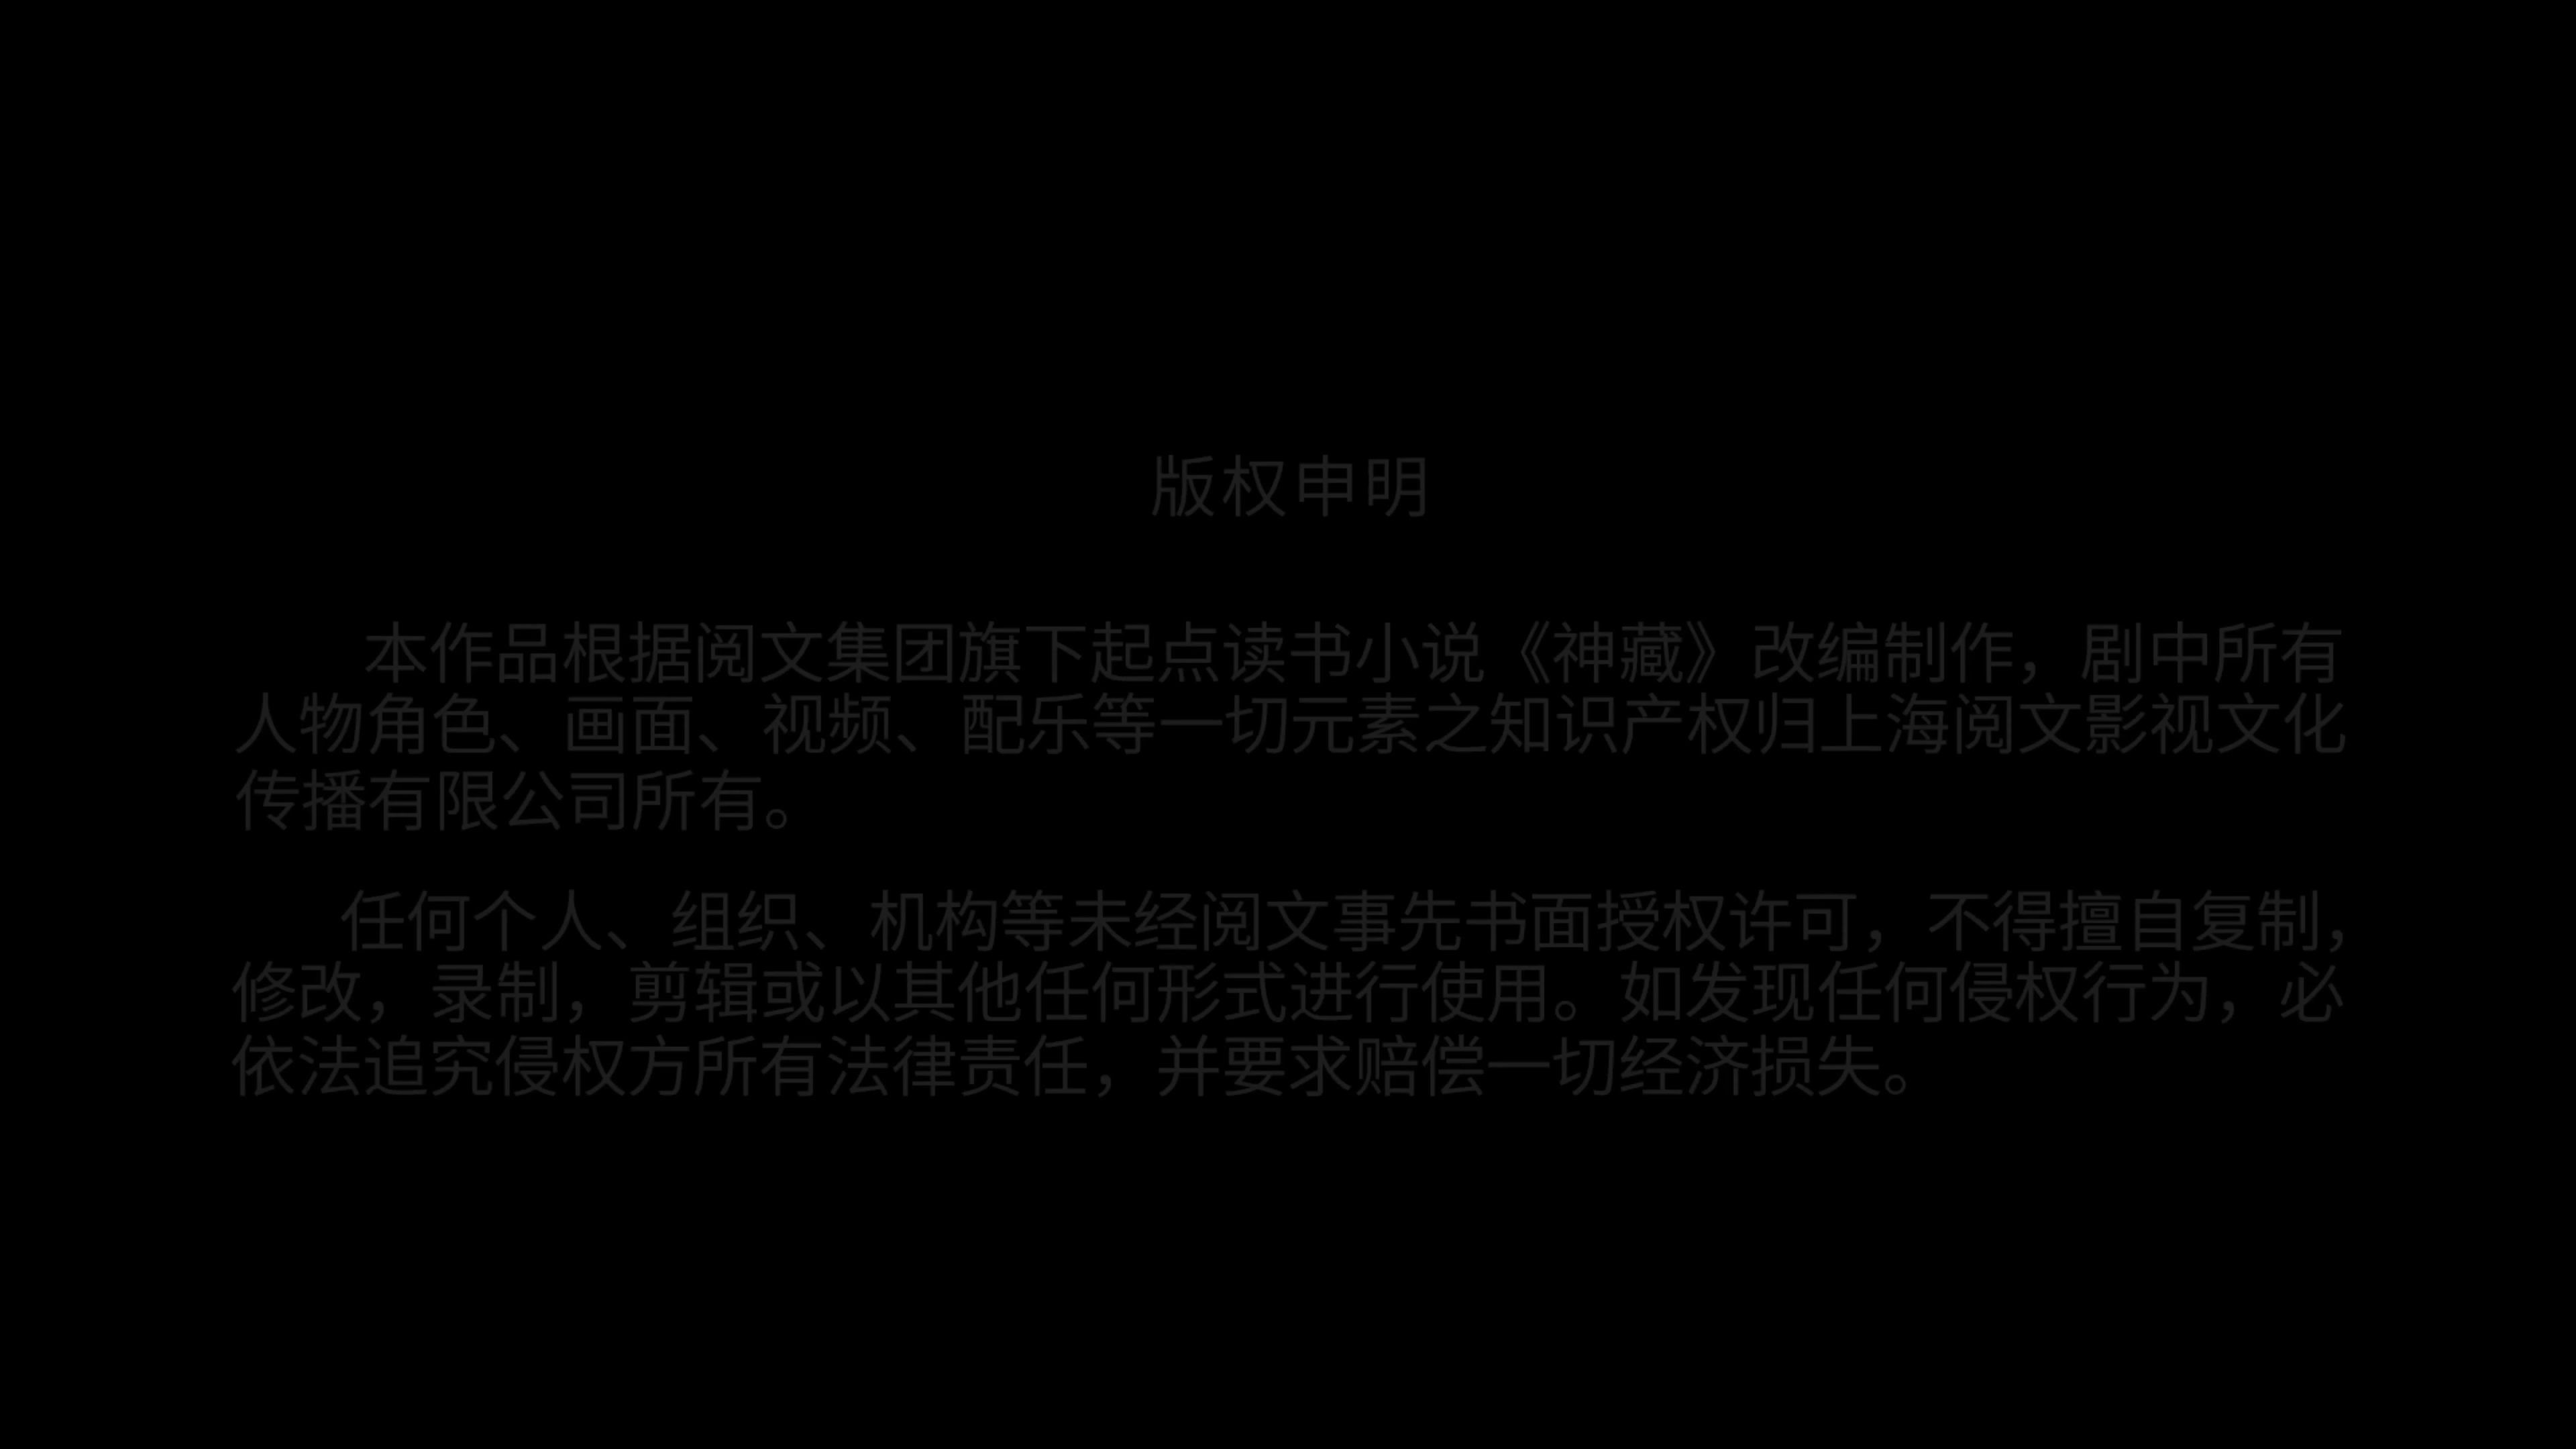 版权申明
本作品根据阅文集团旗下起点读书小说《神藏》改编制作，剧中所有
人物角色、画面、视频、配乐等一切元素之知识产权归上海阅文影视文化
传播有限公司所有。
任何个人、组织、机构等未经阅文事先书面授权许可，不得擅自复制，
修改，录制，剪辑或以其他任何形式进行使用。如发现任何侵权行为，必
依法追究侵权方所有法律责任，并要求赔偿一切经济损失。